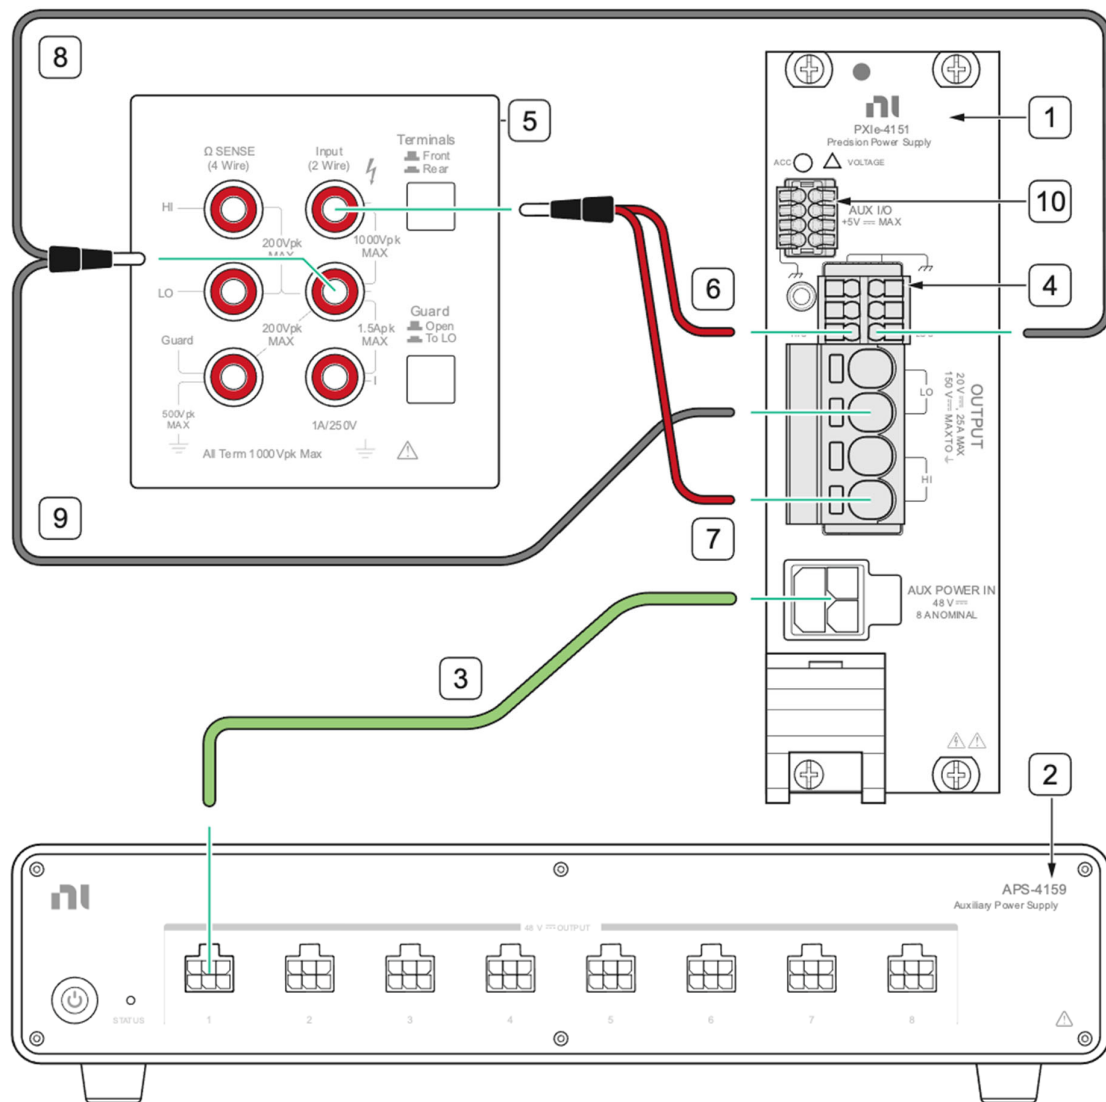 8
5
1
Ω SENSE
(4 Wire)
Input
(2 Wire)
Terminals
Front
Rear
HI
200Vpk
MAX
1000Vpk
MAX
LO
200Vpk
MAX
1.5Apk
MAX
Guard
Open
To LO
Guard
I
500Vpk
MAX
1A/250V
All Term 1000Vpk Max
nı
PXIe-4151
Precision Power Supply
ACC
VOLTAGE
10
AUX I/O
+5V ⎓ MAX
6
4
LO
HI
OUTPUT
20 V ⎓, 25A MAX
150 V ⎓ MAX TO ⏚
9
7
AUX POWER IN
48 V ⎓
8 A NOMINAL
3
2
nı
APS-4159
Auxiliary Power Supply
48 V ⎓ OUTPUT
STATUS
1
2
3
4
5
6
7
8